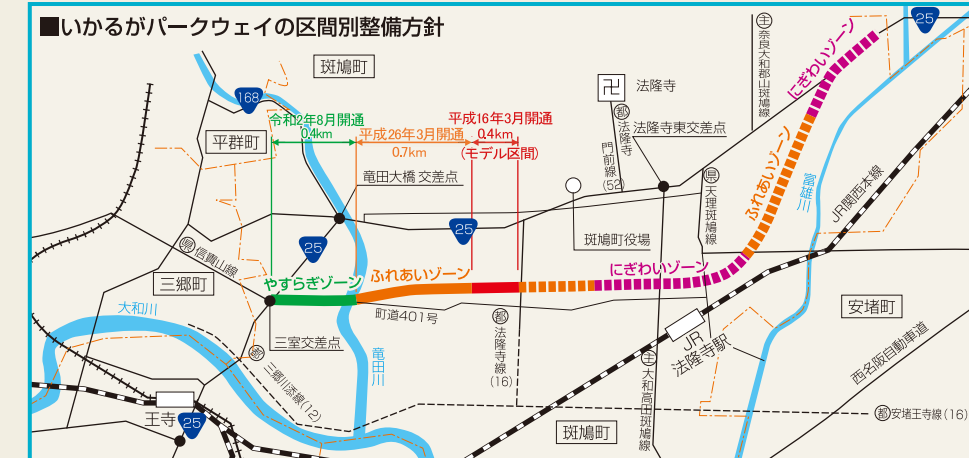 ■いかるがパークウェイの区間別整備方針
25
主
奈良大和郡山斑鳩線
斑鳩町
168
令和2年8月開通
0.4km
平成26年3月開通
0.7km
平成16年3月開通
0.4km
(モデル区間)
平群町
卍
法隆寺
都
法隆寺
門前線
(52)
法隆寺東交差点
にぎわいゾーン
ふれあいゾーン
富雄川
JR関西本線
竜田大橋 交差点
県
天理斑鳩線
25
25
斑鳩町役場
県
信貴山線
やすらぎゾーン
ふれあいゾーン
にぎわいゾーン
三郷町
大和川
町道401号
安堵町
三室交差点
竜田川
都
法隆寺線
(16)
JR
法隆寺駅
西名阪自動車道
都
三郷川添線(12)
主
大和高田斑鳩線
王寺
25
斑鳩町
都
安堵王寺線(16)